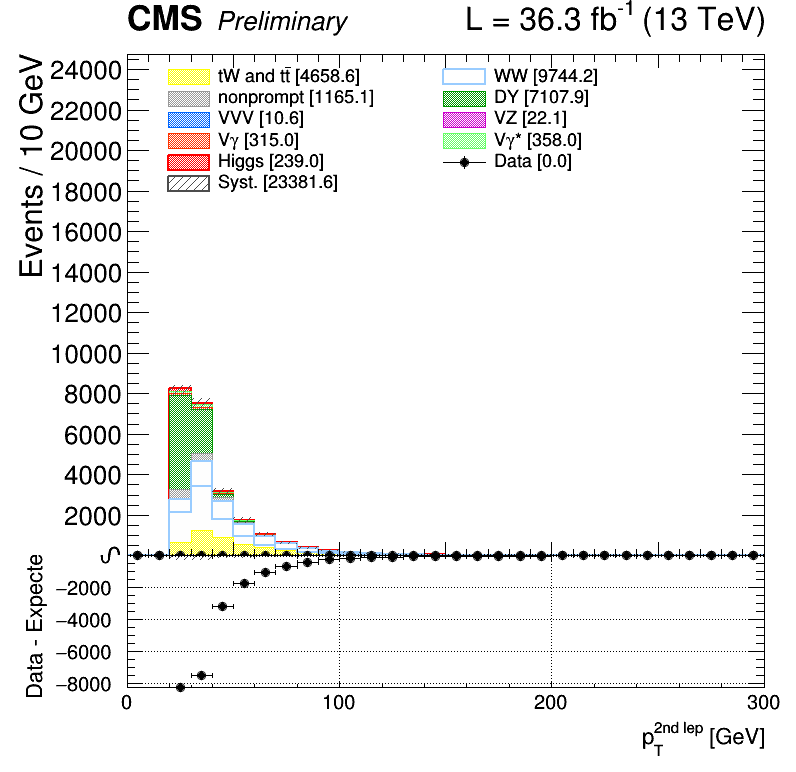 CMS Preliminary L = 36.3 fb⁻¹ (13 TeV)
Events / 10 GeV
24000
22000
20000
18000
16000
14000
12000
10000
8000
6000
4000
2000
0
tW and tt̄ [4658.6]
nonprompt [1165.1]
VVV [10.6]
Vγ [315.0]
Higgs [239.0]
Syst. [23381.6]
WW [9744.2]
DY [7107.9]
VZ [22.1]
Vγ* [358.0]
Data [0.0]
Data - Expecte
−2000
−4000
−6000
−8000
0 100 200 300
p_T^{2nd lep} [GeV]